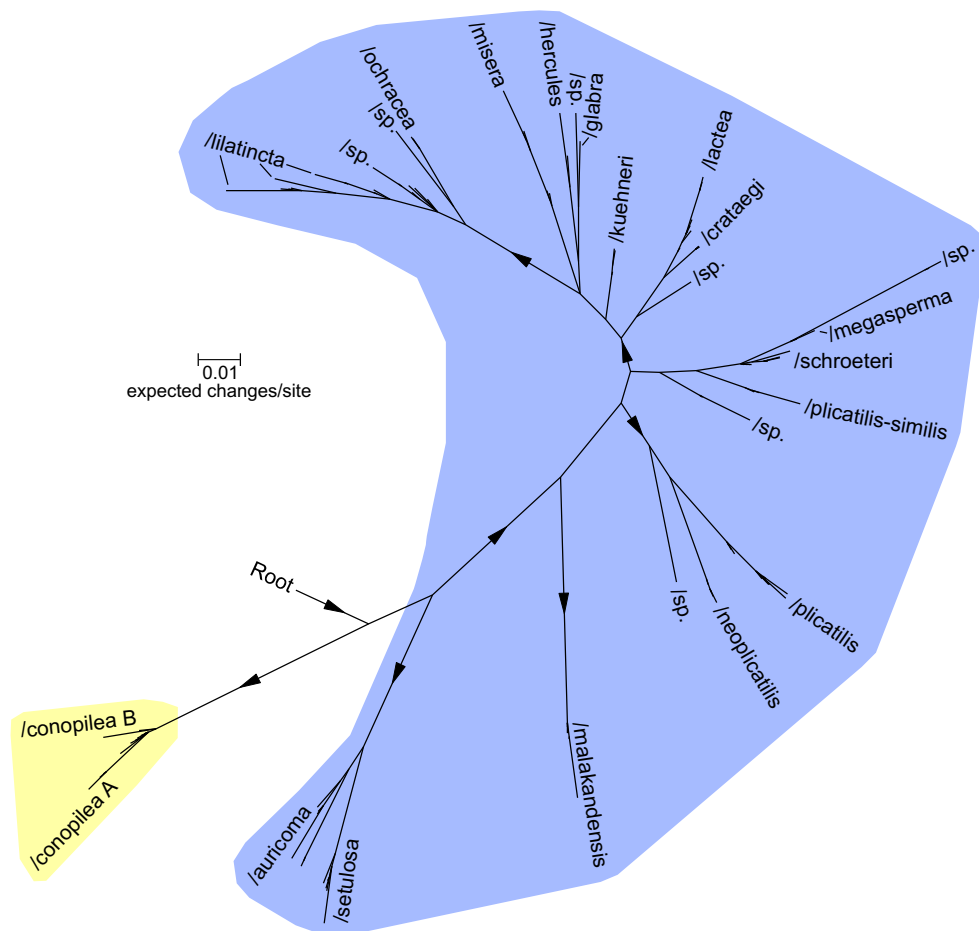 /misera
/hercules
/sp.
/glabra
/ochracea
/sp.
/sp.
/lilatincta
/lactea
/kuehneri
/crataegi
/sp.
/sp.
/megasperma
/schroeteri
/plicatilis-similis
/sp.
0.01
expected changes/site
Root
/sp.
/neoplicatilis
/plicatilis
/conopilea B
/conopilea A
/malakandensis
/auricoma
/setulosa